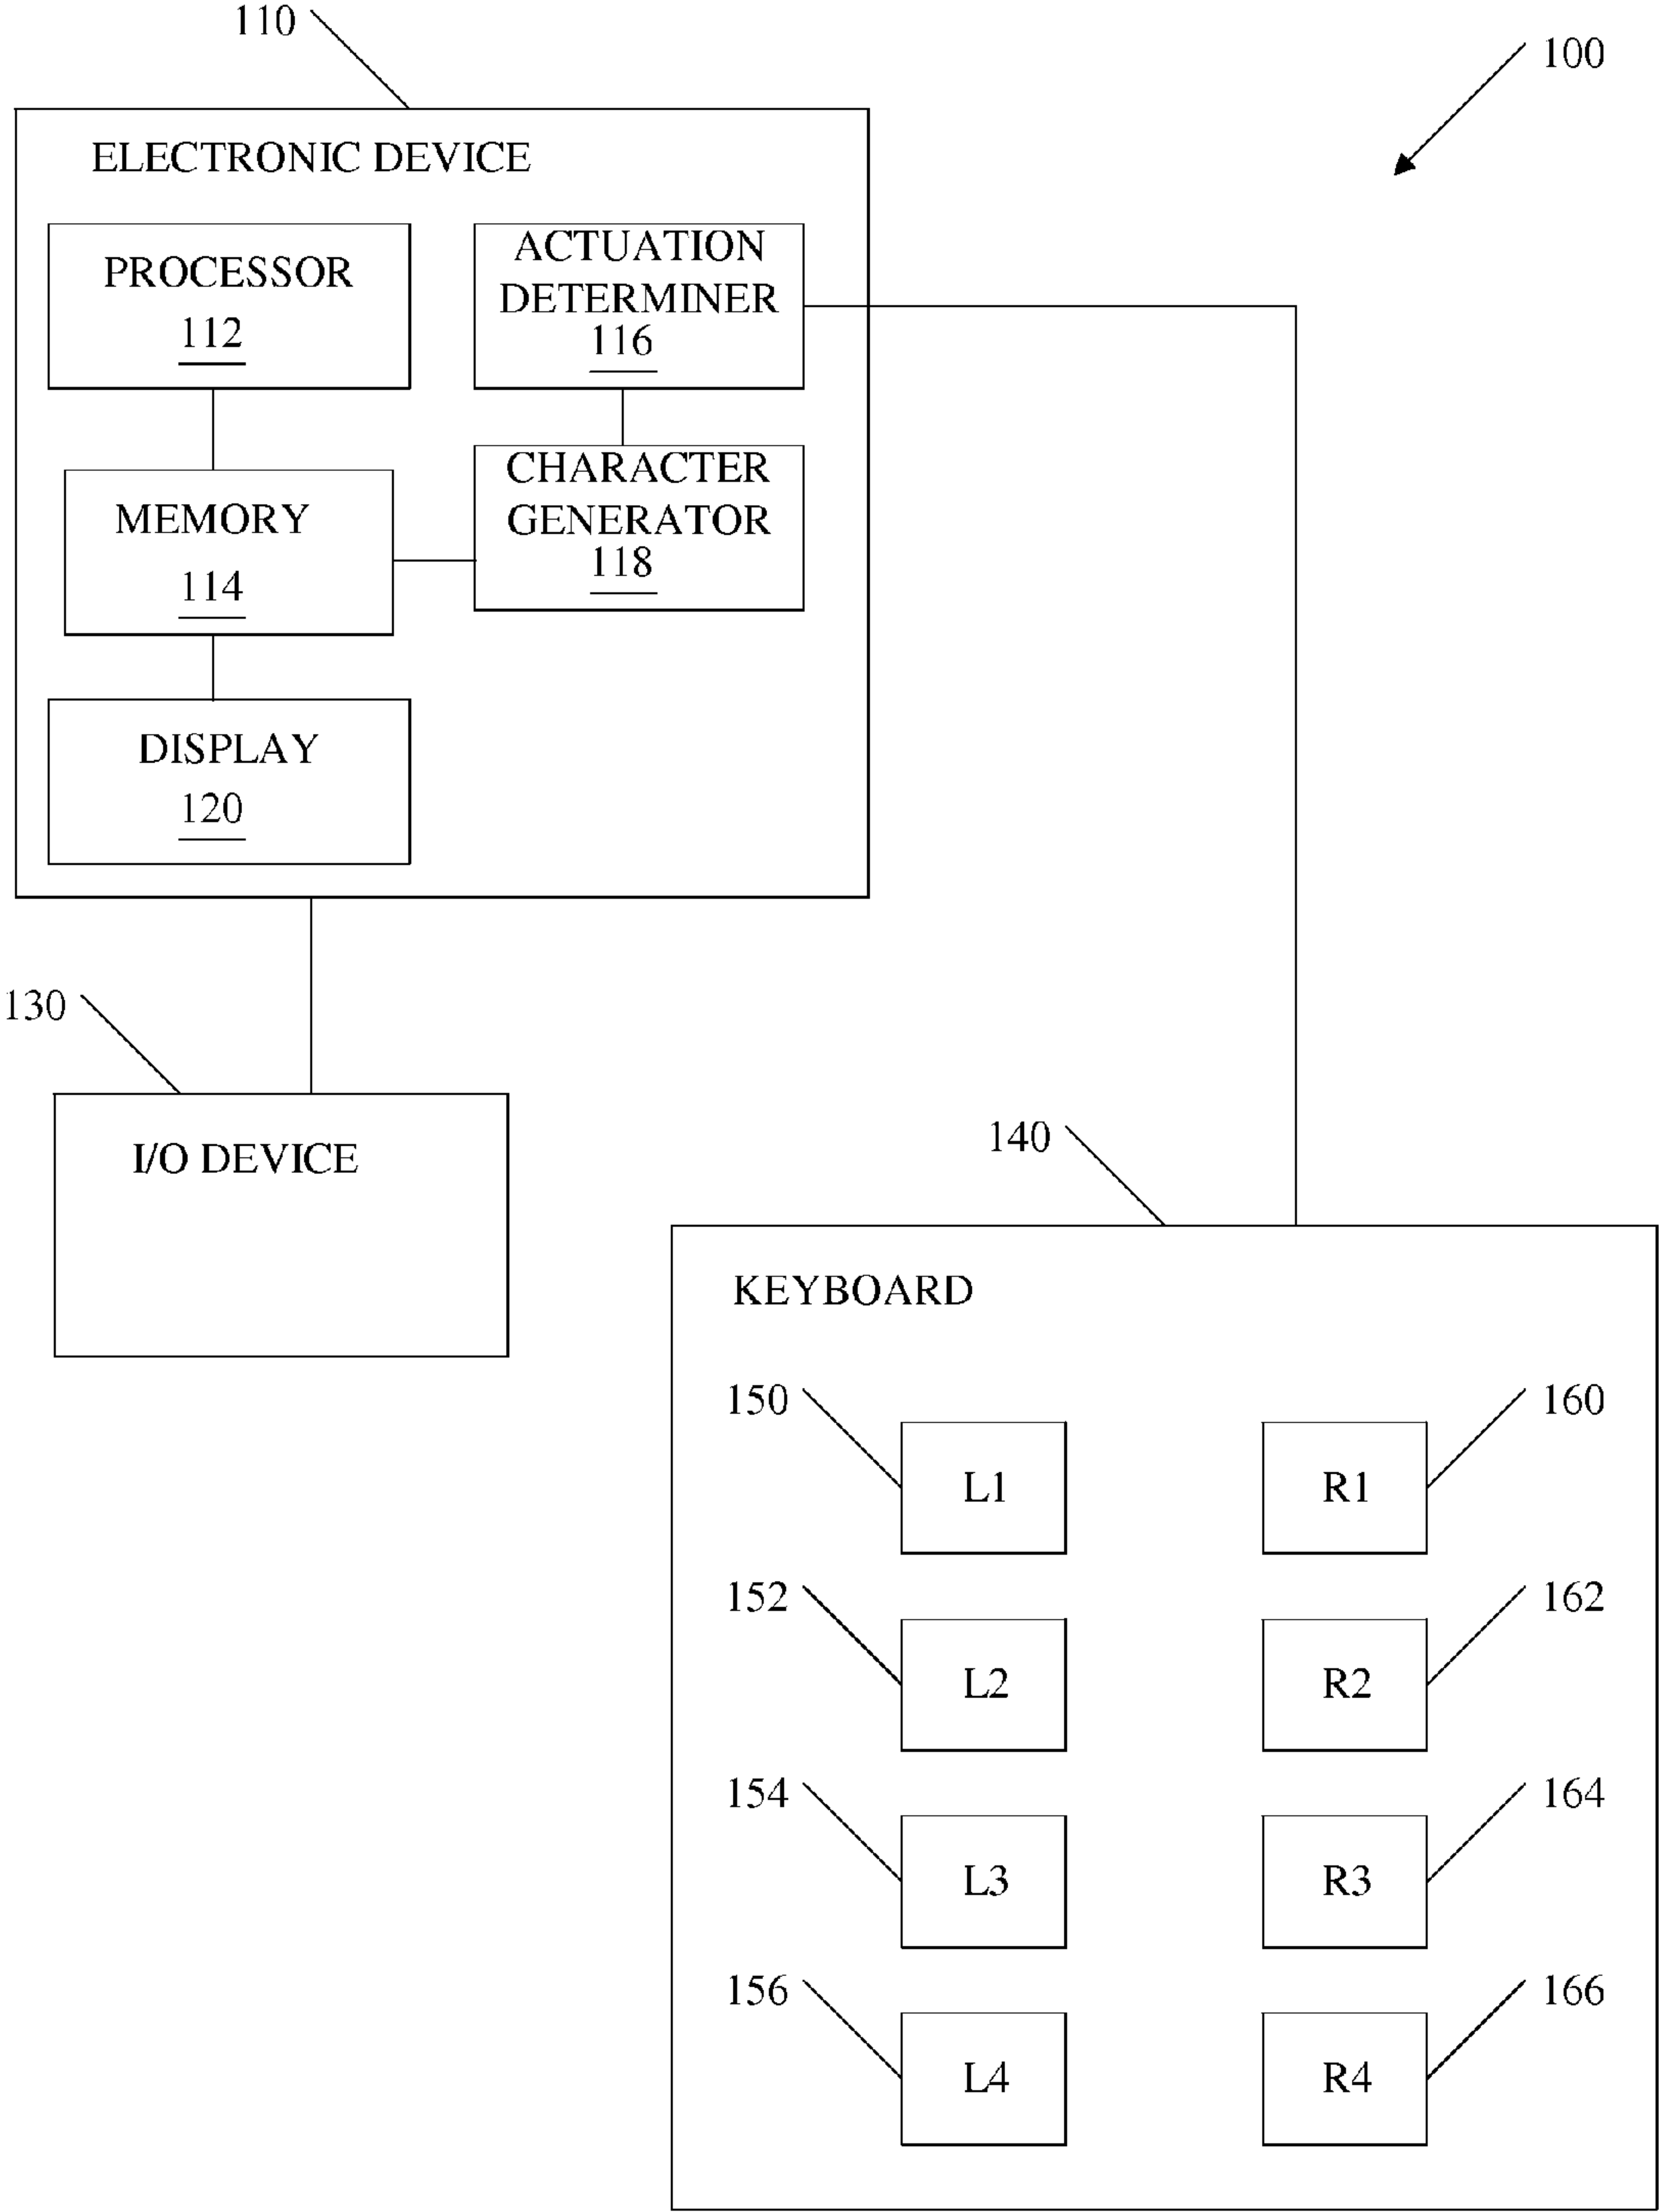 110
100
ELECTRONIC DEVICE
PROCESSOR
112
ACTUATION
DETERMINER
116
MEMORY
114
CHARACTER
GENERATOR
118
DISPLAY
120
130
I/O DEVICE
140
KEYBOARD
150
L1
R1
160
152
L2
R2
162
154
L3
R3
164
156
L4
R4
166